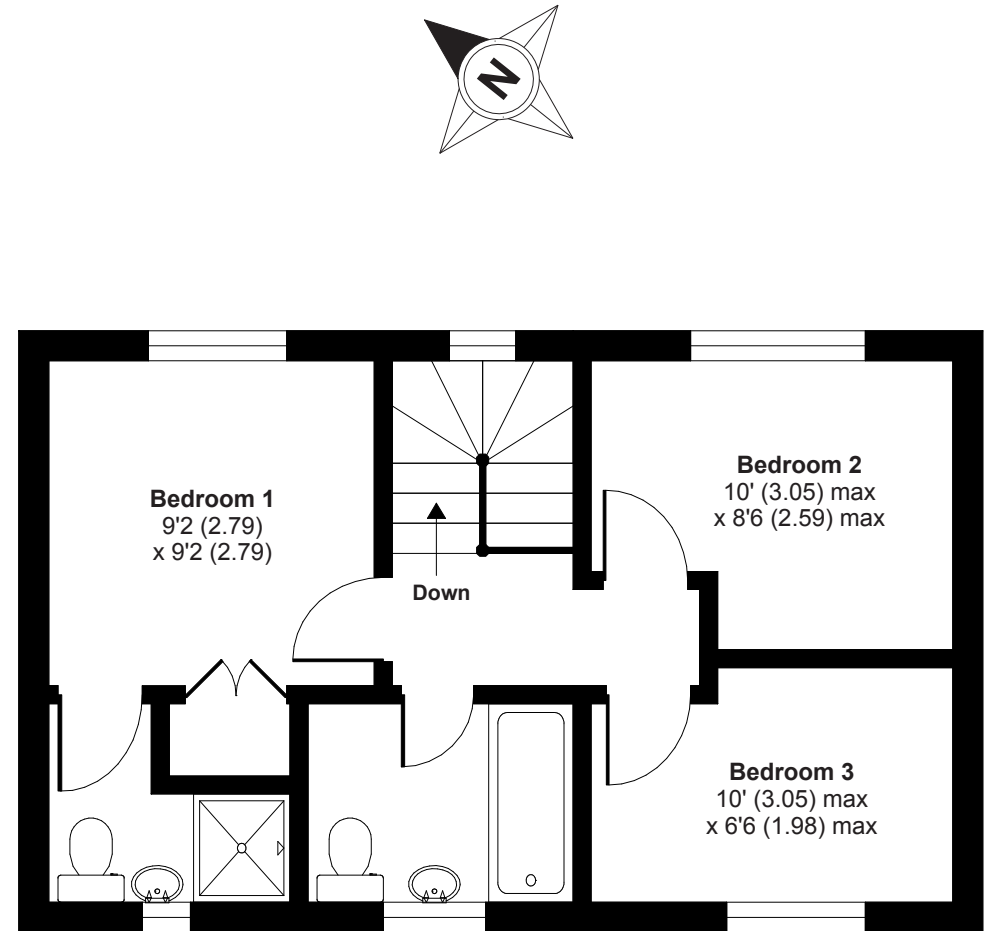 N
Bedroom 1
9'2 (2.79)
x 9'2 (2.79)
Down
Bedroom 2
10' (3.05) max
x 8'6 (2.59) max
Bedroom 3
10' (3.05) max
x 6'6 (1.98) max